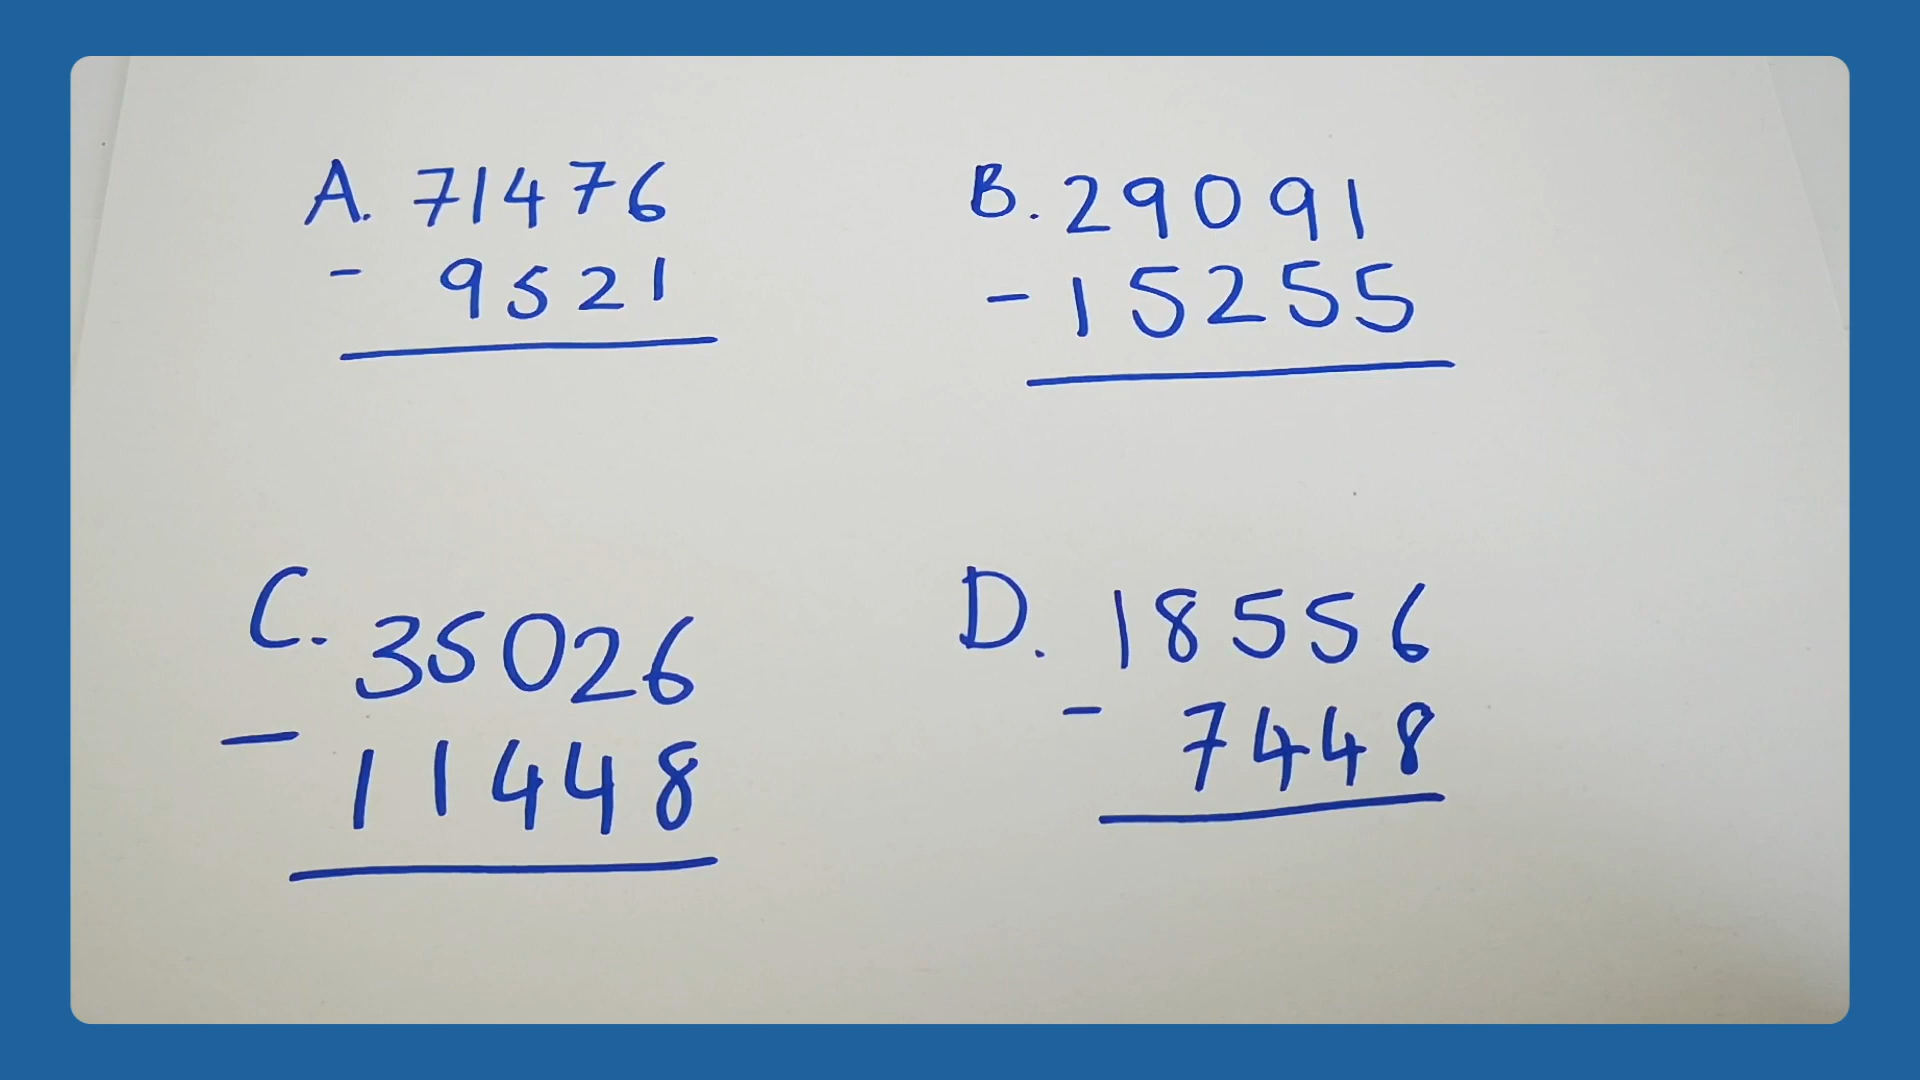 A. 71476
- 9521
B. 29091
- 15255
C. 35026
- 11448
D. 18556
- 7448